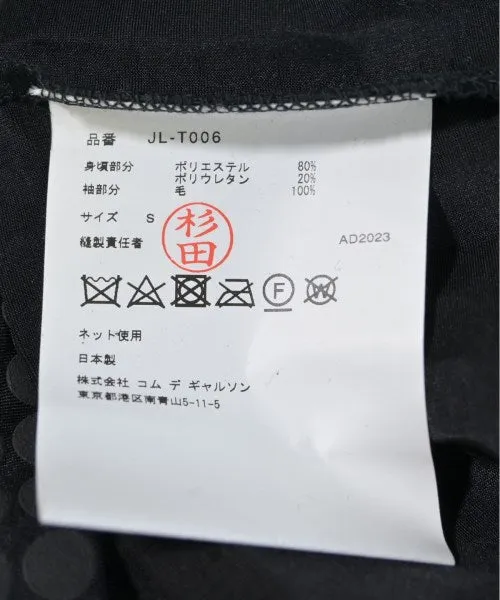 品番 JL-T006
身頃部分 ポリエステル 80%
ポリウレタン 20%
袖部分 毛 100%
サイズ S
杉田
縫製責任者 AD2023
F W
ネット使用
日本製
株式会社 コム デ ギャルソン
東京都港区南青山5-11-5